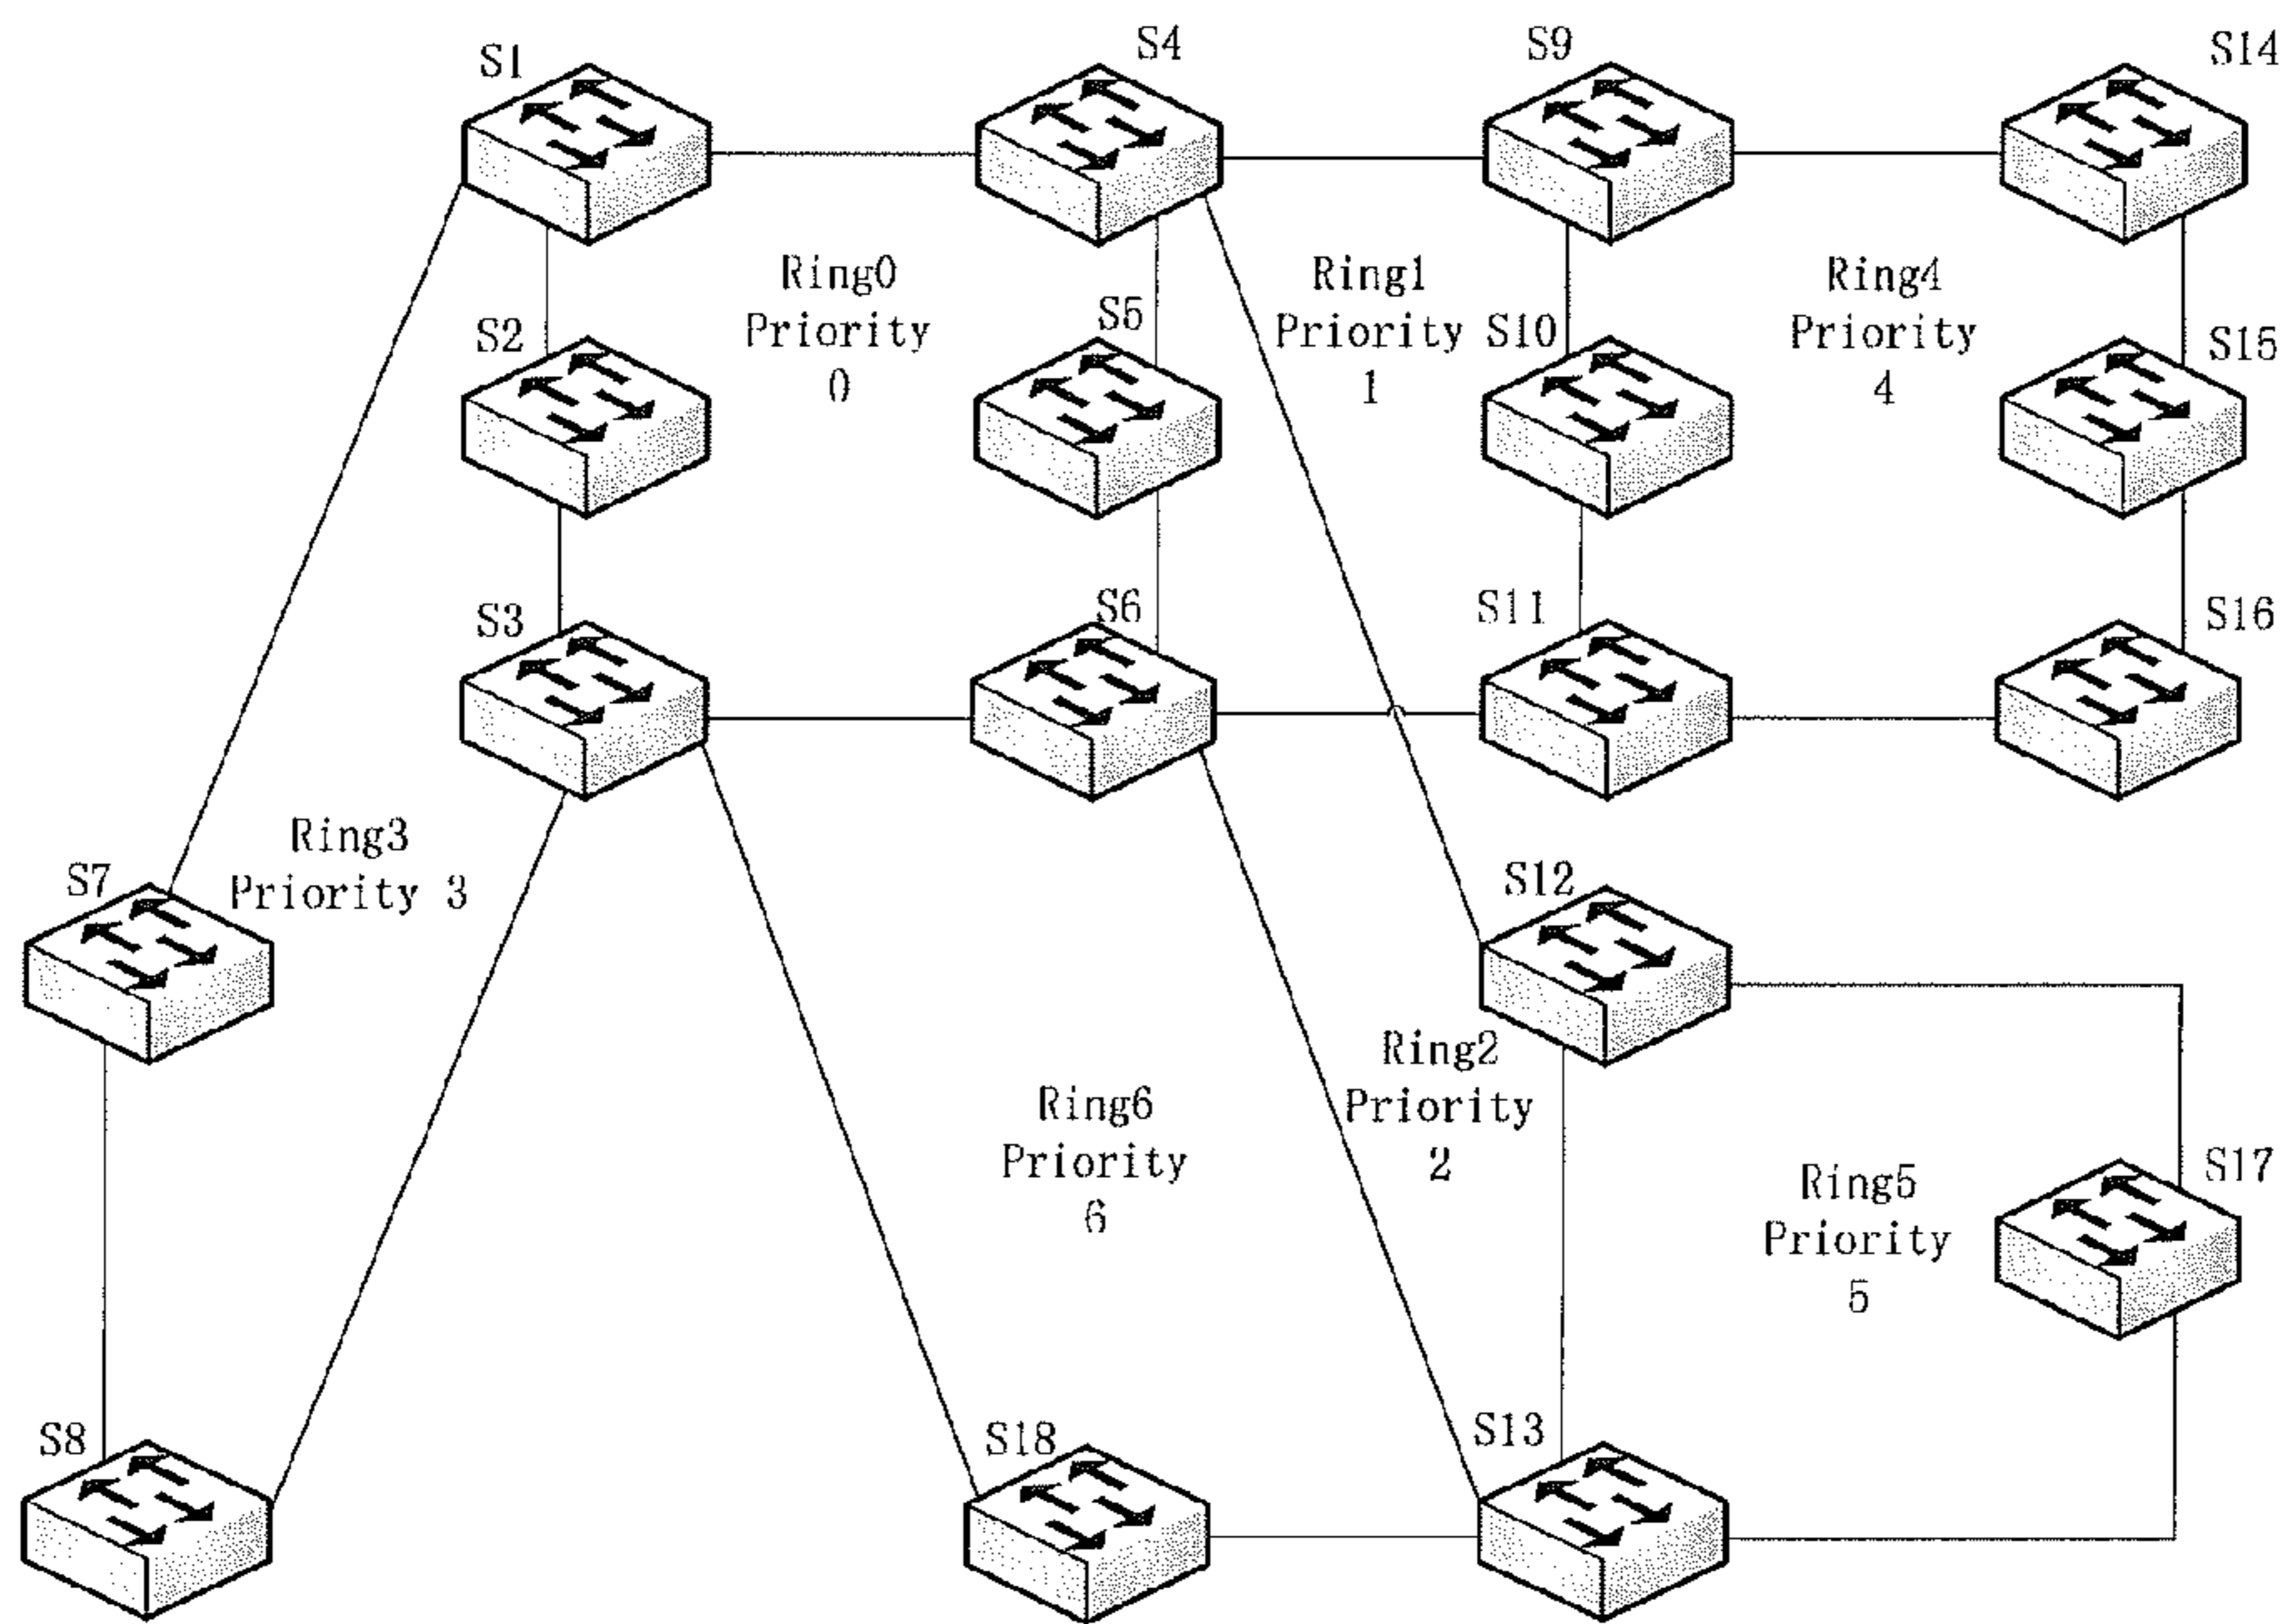 S1
S4
S9
S14
Ring0
Priority
0
Ring1
Priority
1
Ring4
Priority
4
S2
S5
S10
S15
S3
S6
S11
S16
Ring3
Priority 3
S7
S12
Ring2
Priority
2
Ring6
Priority
6
Ring5
Priority
5
S17
S8
S18
S13